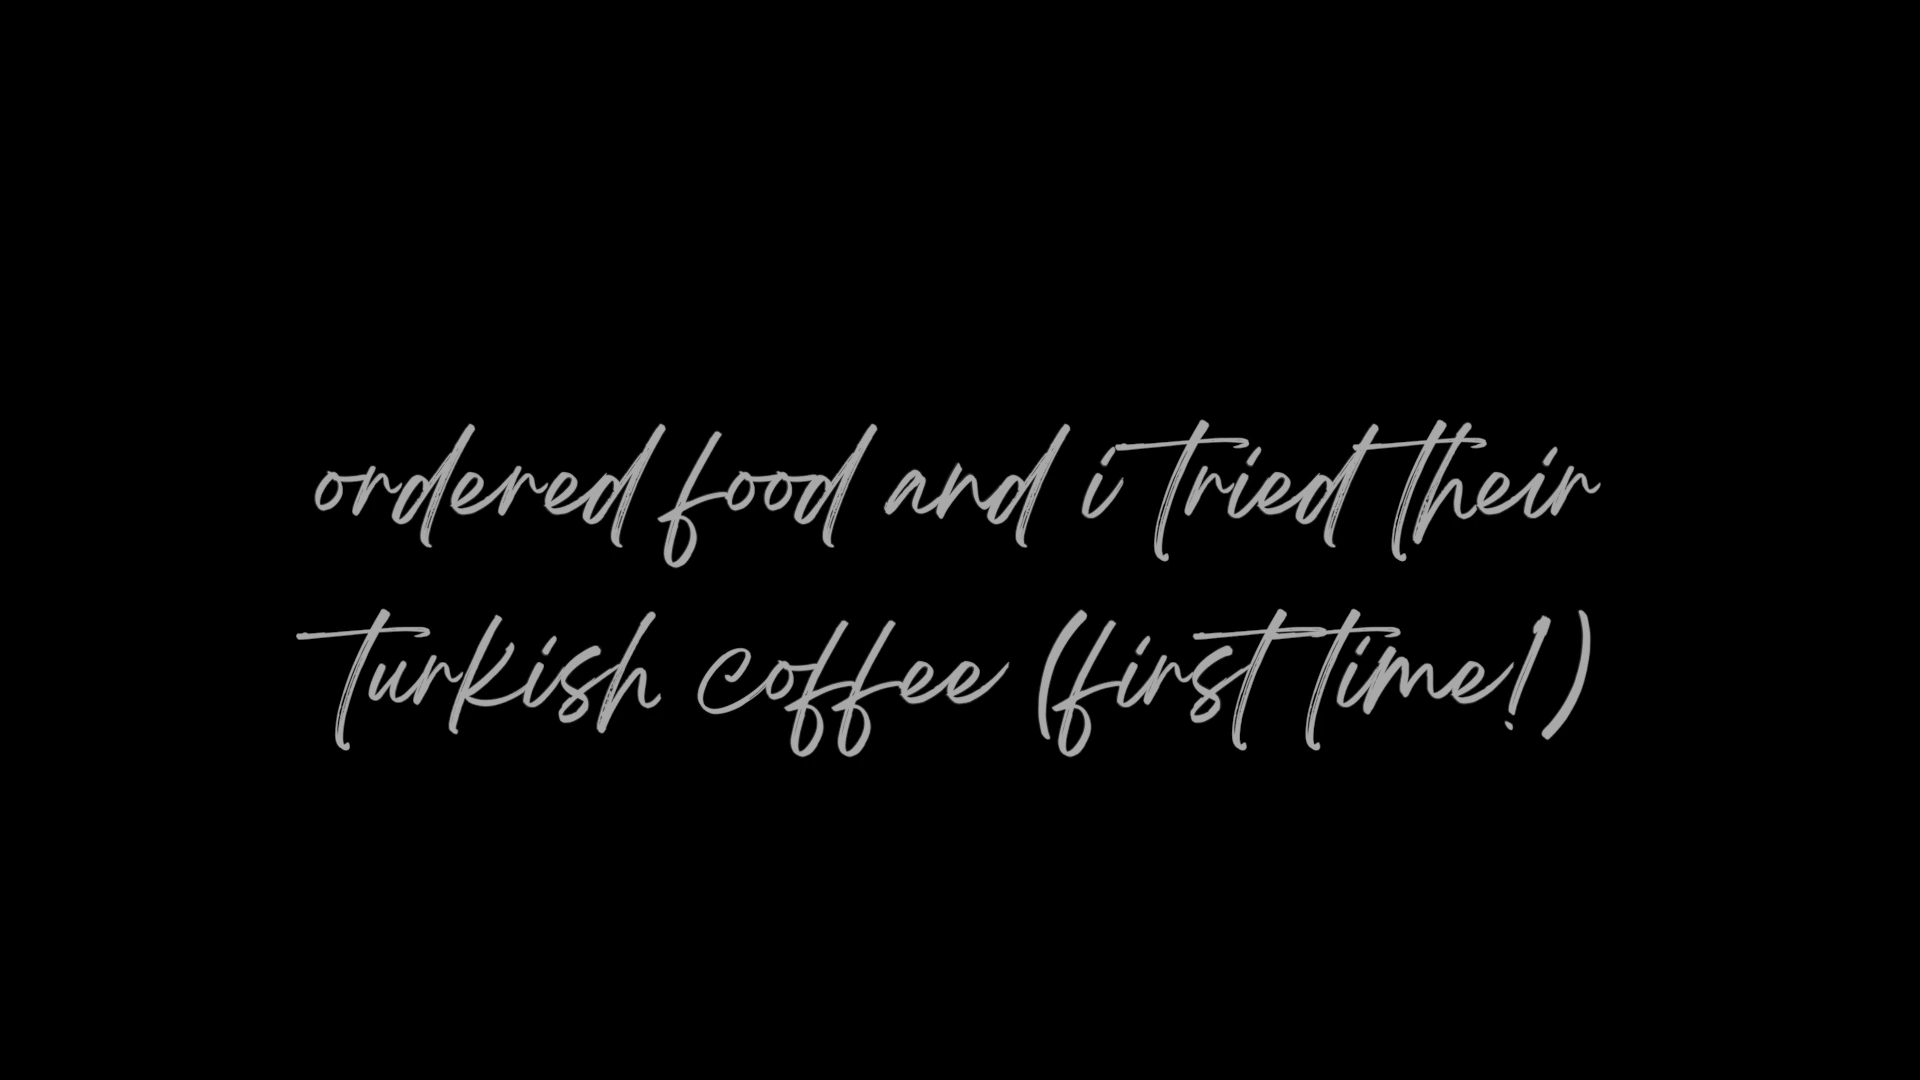 ordered food and i tried their
turkish coffee (first time!)